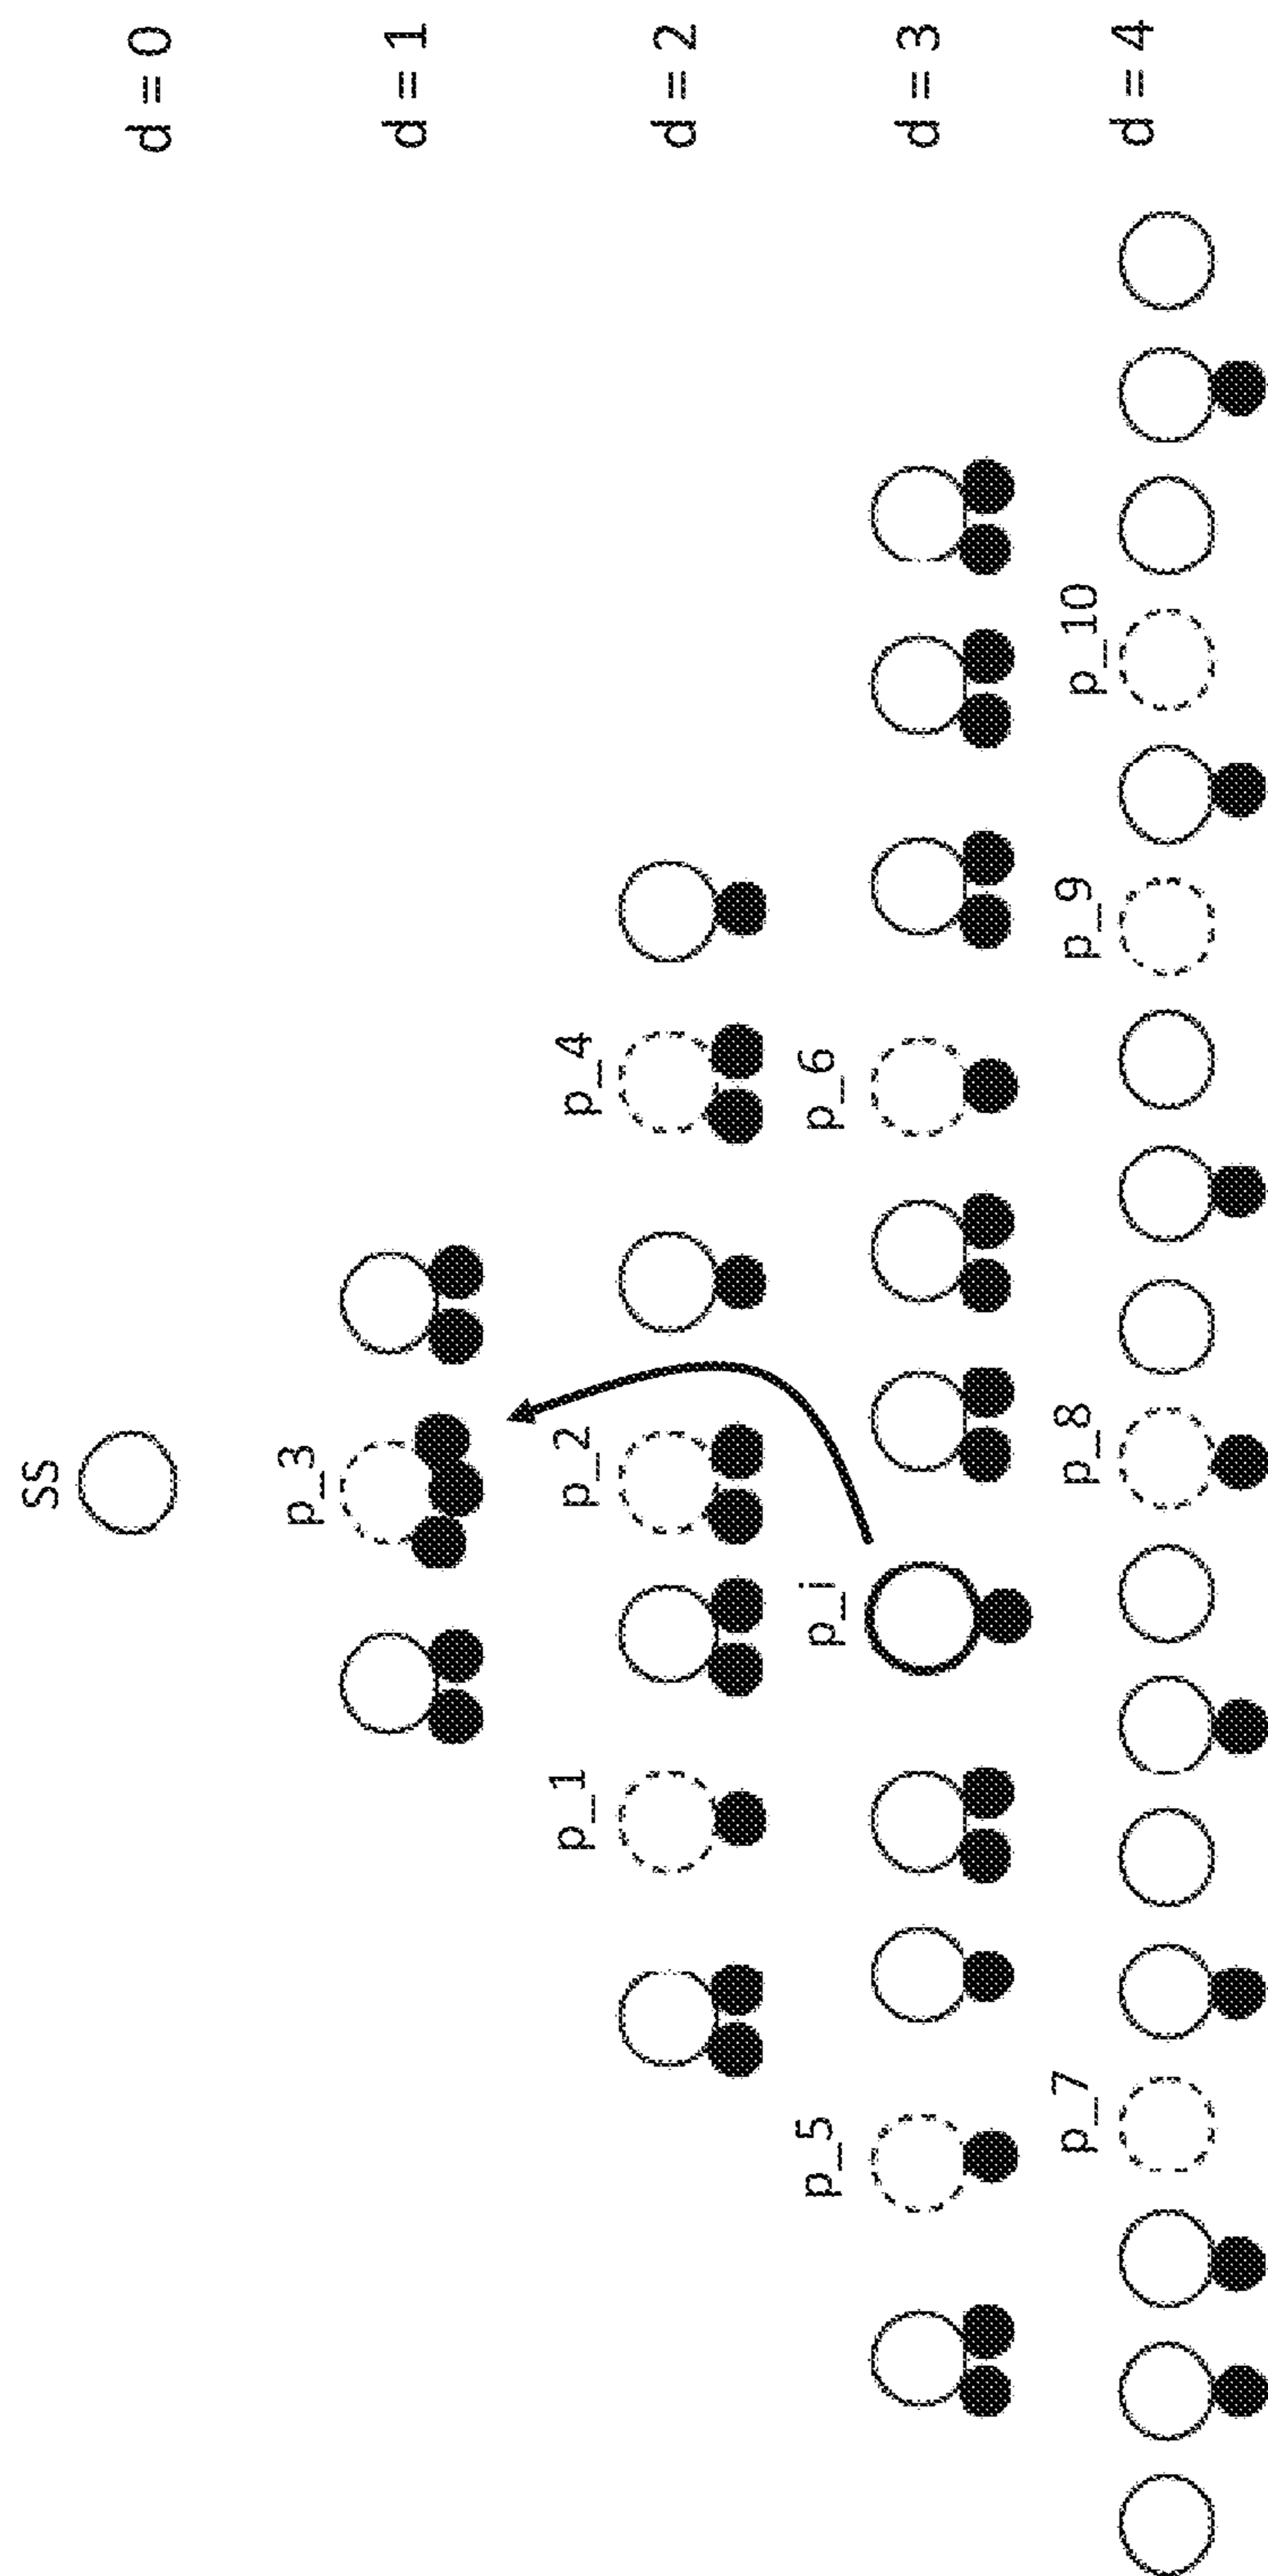 SS
d = 0
p_3
d = 1
p_1
p_2
p_4
d = 2
p_5
p_i
p_6
d = 3
p_7
p_8
p_9
p_10
d = 4